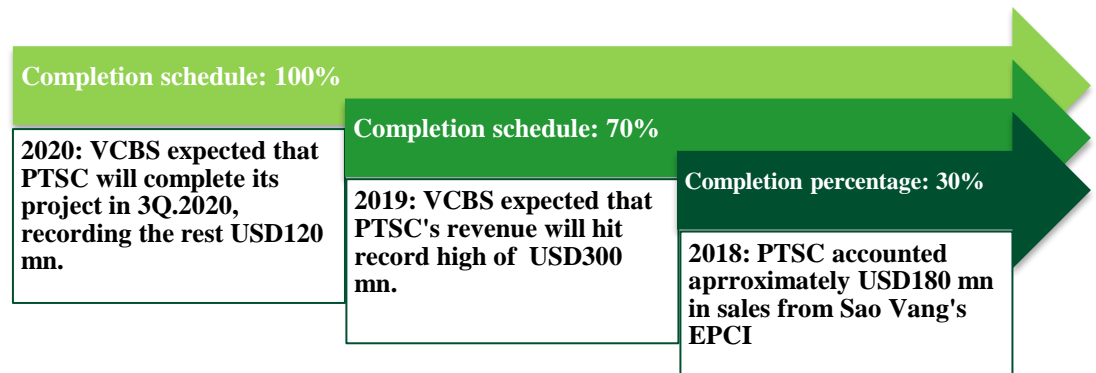 Completion schedule: 100%
2020: VCBS expected that
PTSC will complete its
project in 3Q.2020,
recording the rest USD120
mn.
Completion schedule: 70%
2019: VCBS expected that
PTSC's revenue will hit
record high of USD300
mn.
Completion percentage: 30%
2018: PTSC accounted
aprroximately USD180 mn
in sales from Sao Vang's
EPCI